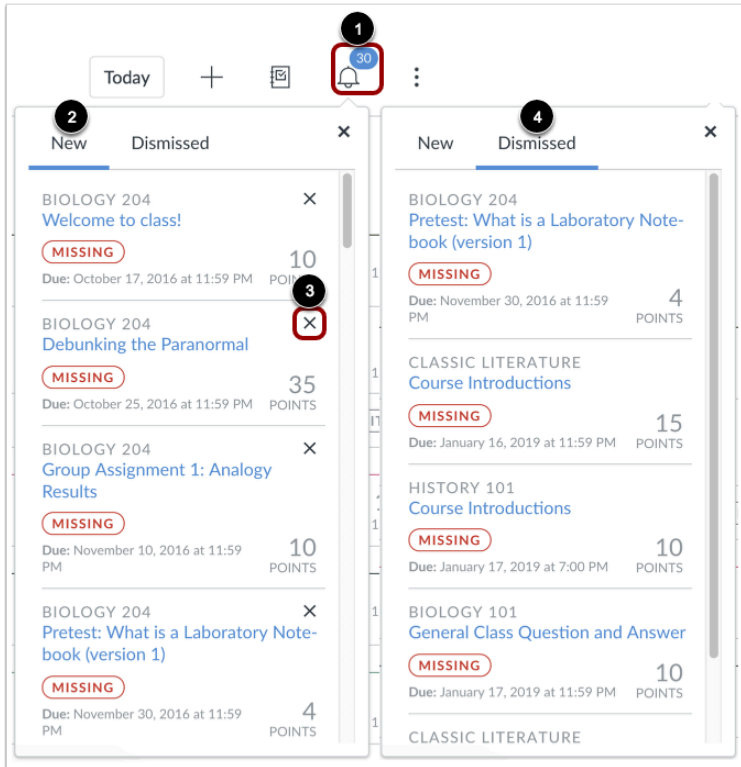 1
30
Today
2
New Dismissed ×
BIOLOGY 204 ×
Welcome to class!
MISSING
10
Due: October 17, 2016 at 11:59 PM
3
BIOLOGY 204 ×
Debunking the Paranormal
MISSING
35
Due: October 25, 2016 at 11:59 PM POINTS
BIOLOGY 204 ×
Group Assignment 1: Analogy
Results
MISSING
10
Due: November 10, 2016 at 11:59
PM POINTS
BIOLOGY 204 ×
Pretest: What is a Laboratory Note-
book (version 1)
MISSING
4
Due: November 30, 2016 at 11:59
PM POINTS
4
New Dismissed ×
BIOLOGY 204
Pretest: What is a Laboratory Note-
book (version 1)
MISSING
4
Due: November 30, 2016 at 11:59
PM POINTS
CLASSIC LITERATURE
Course Introductions
MISSING
15
Due: January 16, 2019 at 11:59 PM POINTS
HISTORY 101
Course Introductions
MISSING
10
Due: January 17, 2019 at 7:00 PM POINTS
BIOLOGY 101
General Class Question and Answer
MISSING
10
Due: January 17, 2019 at 11:59 PM POINTS
CLASSIC LITERATURE